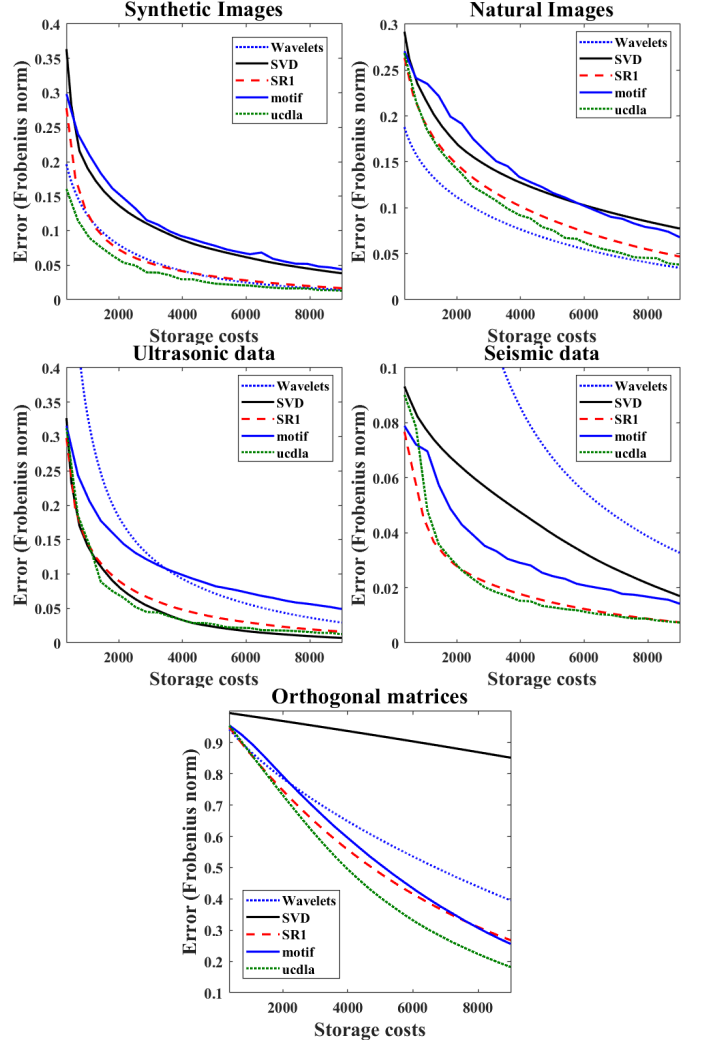 Synthetic Images
Error (Frobenius norm)
0.4
0.35
0.3
0.25
0.2
0.15
0.1
0.05
0
2000 4000 6000 8000
Storage costs
Wavelets
SVD
SR1
motif
ucdla
Natural Images
Error (Frobenius norm)
0.3
0.25
0.2
0.15
0.1
0.05
0
2000 4000 6000 8000
Storage costs
Wavelets
SVD
SR1
motif
ucdla
Ultrasonic data
Error (Frobenius norm)
0.4
0.35
0.3
0.25
0.2
0.15
0.1
0.05
0
2000 4000 6000 8000
Storage costs
Wavelets
SVD
SR1
motif
ucdla
Seismic data
Error (Frobenius norm)
0.1
0.08
0.06
0.04
0.02
0
2000 4000 6000 8000
Storage costs
Wavelets
SVD
SR1
motif
ucdla
Orthogonal matrices
Error (Frobenius norm)
0.9
0.8
0.7
0.6
0.5
0.4
0.3
0.2
0.1
2000 4000 6000 8000
Storage costs
Wavelets
SVD
SR1
motif
ucdla